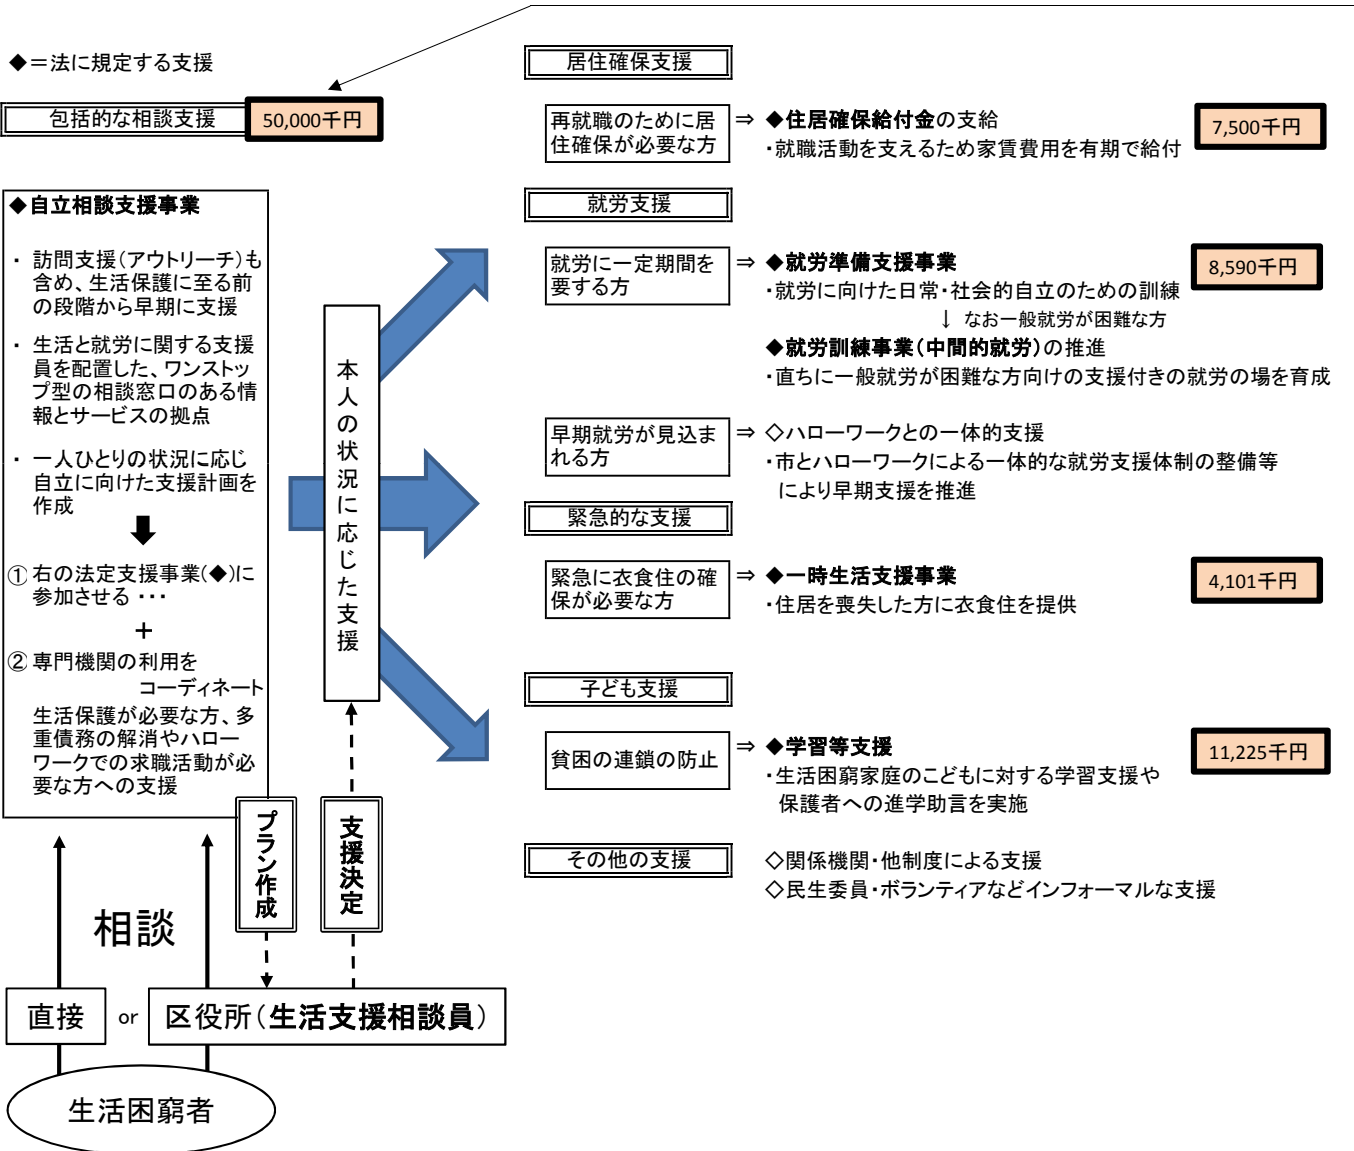 ◆＝法に規定する支援
包括的な相談支援
50,000千円
◆自立相談支援事業
・ 訪問支援（アウトリーチ）も
含め、生活保護に至る前
の段階から早期に支援
・ 生活と就労に関する支援
員を配置した、ワンストッ
プ型の相談窓口のある情
報とサービスの拠点
・ 一人ひとりの状況に応じ
自立に向けた支援計画を
作成
① 右の法定支援事業(◆)に
参加させる ・・・
＋
② 専門機関の利用を
コーディネート
生活保護が必要な方、多
重債務の解消やハロー
ワークでの求職活動が必
要な方への支援
プラン作成
支援決定
本人の状況に応じた支援
相談
直接 or 区役所（生活支援相談員）
生活困窮者
居住確保支援
再就職のために居
住確保が必要な方
⇒ ◆住居確保給付金の支給
・就職活動を支えるため家賃費用を有期で給付
7,500千円
就労支援
就労に一定期間を
要する方
⇒ ◆就労準備支援事業
・就労に向けた日常・社会的自立のための訓練
↓ なお一般就労が困難な方
◆就労訓練事業（中間的就労）の推進
・直ちに一般就労が困難な方向けの支援付きの就労の場を育成
8,590千円
早期就労が見込ま
れる方
⇒ ◇ハローワークとの一体的支援
・市とハローワークによる一体的な就労支援体制の整備等
により早期支援を推進
緊急的な支援
緊急に衣食住の確
保が必要な方
⇒ ◆一時生活支援事業
・住居を喪失した方に衣食住を提供
4,101千円
子ども支援
貧困の連鎖の防止
⇒ ◆学習等支援
・生活困窮家庭のこどもに対する学習支援や
保護者への進学助言を実施
11,225千円
その他の支援
◇関係機関・他制度による支援
◇民生委員・ボランティアなどインフォーマルな支援